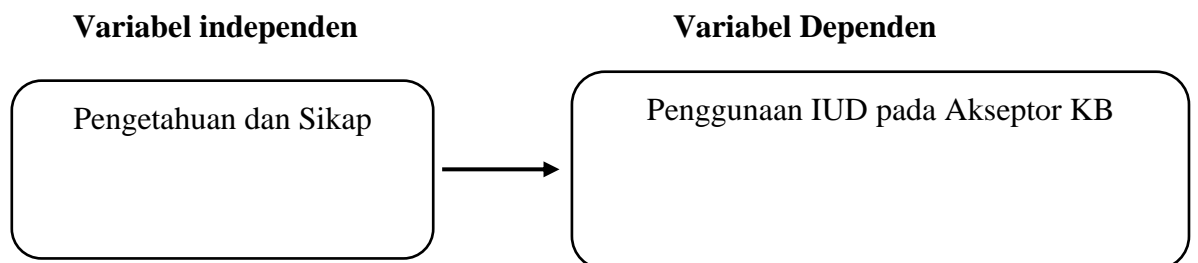 Variabel independen
Variabel Dependen
Pengetahuan dan Sikap
Penggunaan IUD pada Akseptor KB